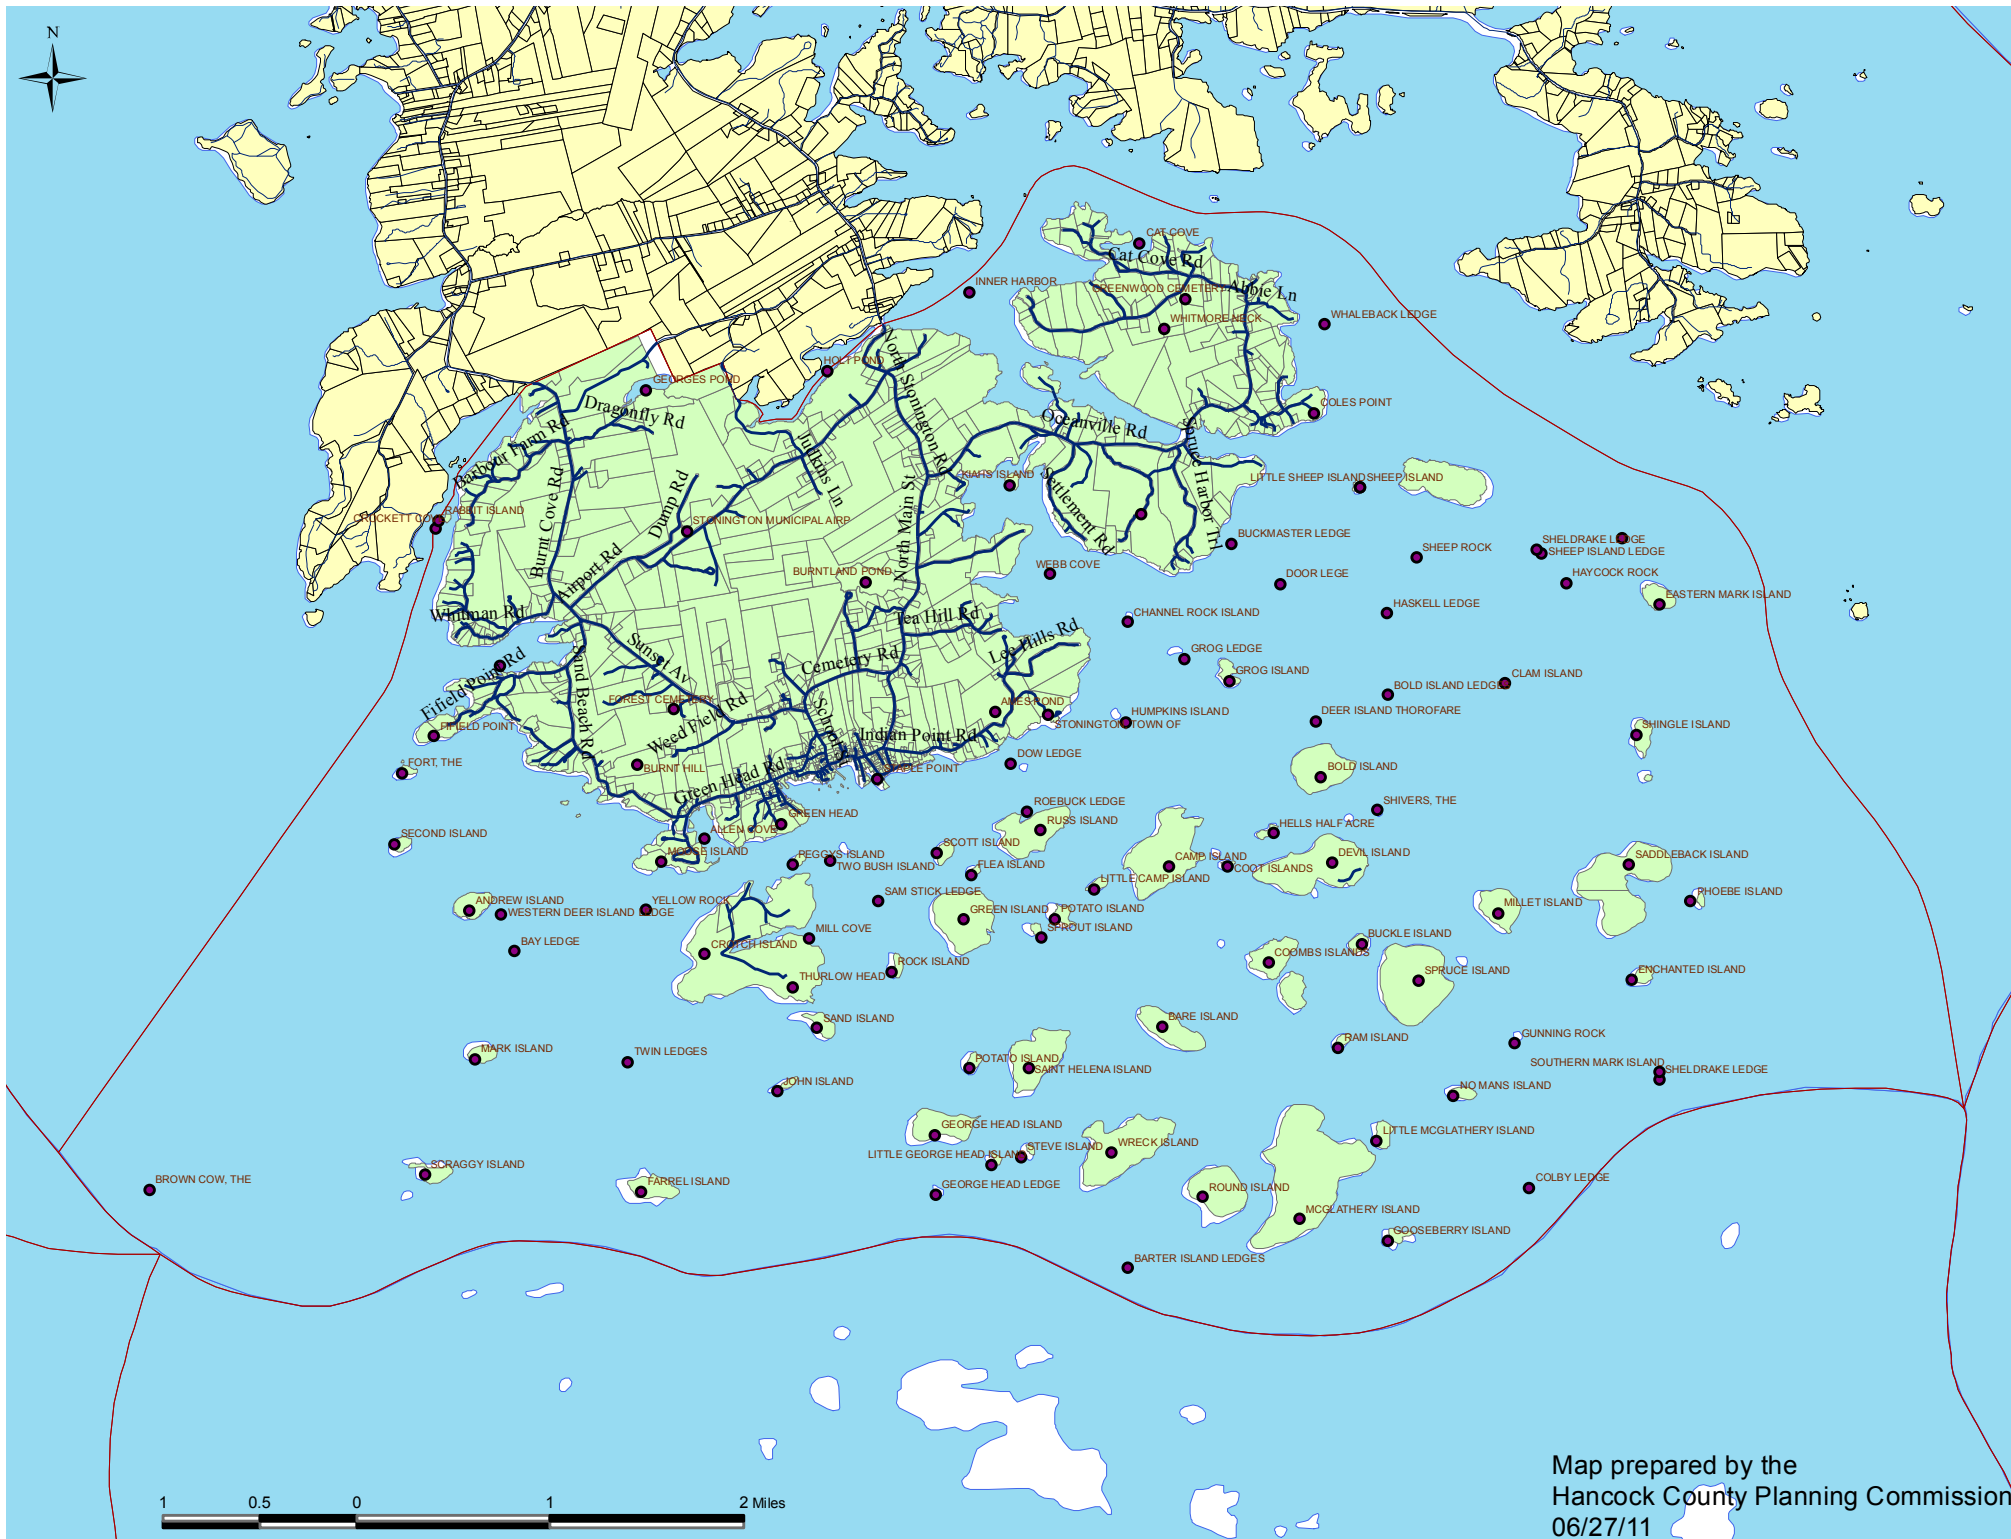 N
CAT COVE
Cat Cove Rd
INNER HARBOR
GREENWOOD CEMETERY
Abbie Ln
WHITMORE NECK
WHALEBACK LEDGE
HOLT POND
North Stonington Rd
GEORGES POND
Dragonfly Rd
COLES POINT
Oceanville Rd
Barbour Farm Rd
Judkins Ln
Spruce Harbor Trl
KIAHS ISLAND
Settlement Rd
LITTLE SHEEP ISLAND
SHEEP ISLAND
Burnt Cove Rd
Dump Rd
North Main St
CROCKETT COVE
RABBIT ISLAND
STONINGTON MUNICIPAL AIRP
BUCKMASTER LEDGE
SHELDRAKE LEDGE
SHEEP ISLAND LEDGE
SHEEP ROCK
Airport Rd
BURNTLAND POND
WEBB COVE
DOOR LEGE
HAYCOCK ROCK
EASTERN MARK ISLAND
Whitman Rd
Tea Hill Rd
CHANNEL ROCK ISLAND
HASKELL LEDGE
Sunset Av
Lee Hills Rd
Cemetery Rd
GROG LEDGE
GROG ISLAND
Fifield Point Rd
Sand Beach Rd
CLAM ISLAND
BOLD ISLAND LEDGE
FOREST CEMETERY
Weed Field Rd
School St
AMES POND
STONINGTON TOWN OF
HUMPKINS ISLAND
DEER ISLAND THOROFARE
SHINGLE ISLAND
FIFIELD POINT
Indian Point Rd
DOW LEDGE
FORT, THE
BURNT HILL
Green Head Rd
STAPLE POINT
BOLD ISLAND
ROEBUCK LEDGE
SHIVERS, THE
GREEN HEAD
RUSS ISLAND
HELLS HALF ACRE
SECOND ISLAND
ALLEN COVE
MOOSE ISLAND
PEGGYS ISLAND
TWO BUSH ISLAND
SCOTT ISLAND
FLEA ISLAND
CAMP ISLAND
COOT ISLANDS
DEVIL ISLAND
SADDLEBACK ISLAND
LITTLE CAMP ISLAND
SAM STICK LEDGE
PHOEBE ISLAND
ANDREW ISLAND
WESTERN DEER ISLAND LEDGE
YELLOW ROCK
GREEN ISLAND
POTATO ISLAND
SPROUT ISLAND
MILLET ISLAND
MILL COVE
BUCKLE ISLAND
BAY LEDGE
CROTCH ISLAND
ROCK ISLAND
COOMBS ISLANDS
THURLOW HEAD
SPRUCE ISLAND
ENCHANTED ISLAND
SAND ISLAND
BARE ISLAND
MARK ISLAND
TWIN LEDGES
RAM ISLAND
GUNNING ROCK
POTATO ISLAND
SAINT HELENA ISLAND
SOUTHERN MARK ISLAND
SHELDRAKE LEDGE
JOHN ISLAND
NO MANS ISLAND
GEORGE HEAD ISLAND
LITTLE MCGLATHERY ISLAND
STEVE ISLAND
WRECK ISLAND
LITTLE GEORGE HEAD ISLAND
SCRAGGY ISLAND
BROWN COW, THE
FARREL ISLAND
GEORGE HEAD LEDGE
ROUND ISLAND
COLBY LEDGE
MCGLATHERY ISLAND
GOOSEBERRY ISLAND
BARTER ISLAND LEDGES
Map prepared by the
Hancock County Planning Commission
06/27/11
1 0.5 0 1 2 Miles